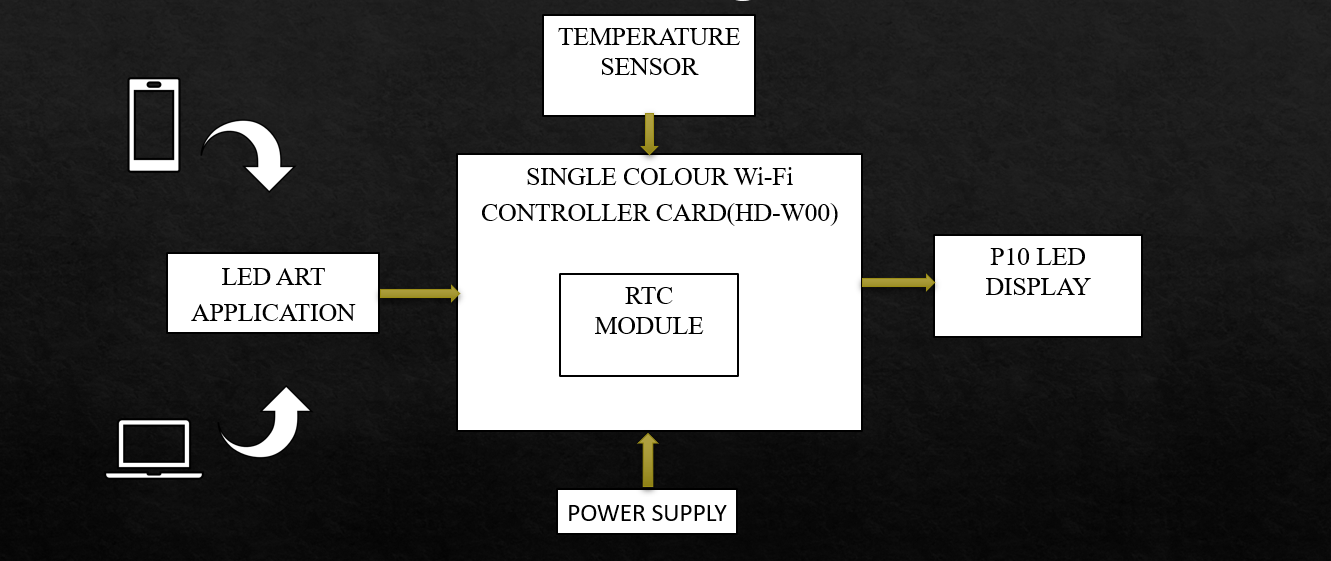 TEMPERATURE
SENSOR
SINGLE COLOUR Wi-Fi
CONTROLLER CARD(HD-W00)
LED ART
APPLICATION
RTC
MODULE
P10 LED
DISPLAY
POWER SUPPLY